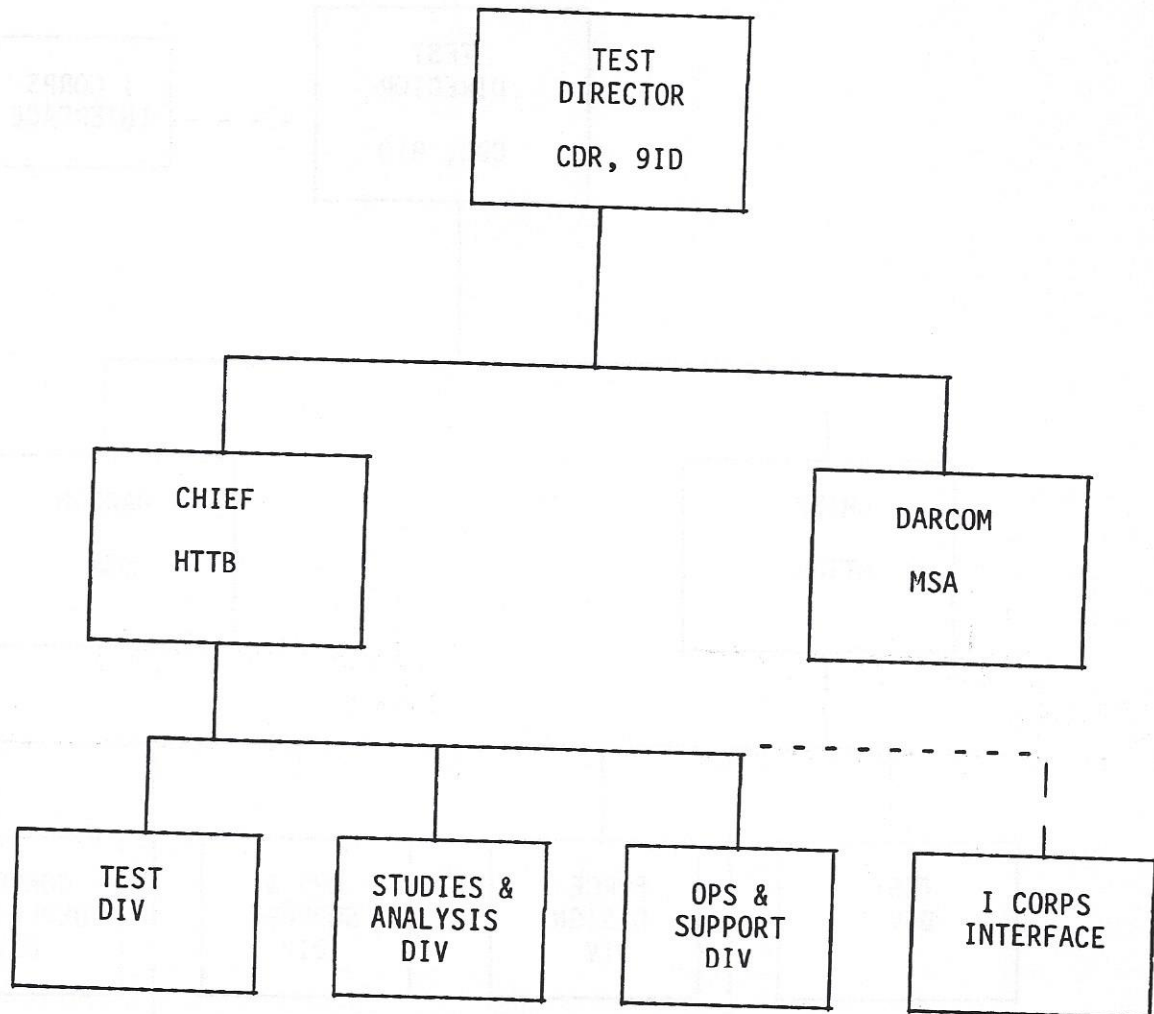 TEST
DIRECTOR
CDR, 9ID
CHIEF
HTTB
DARCOM
MSA
TEST
DIV
STUDIES &
ANALYSIS
DIV
OPS &
SUPPORT
DIV
I CORPS
INTERFACE